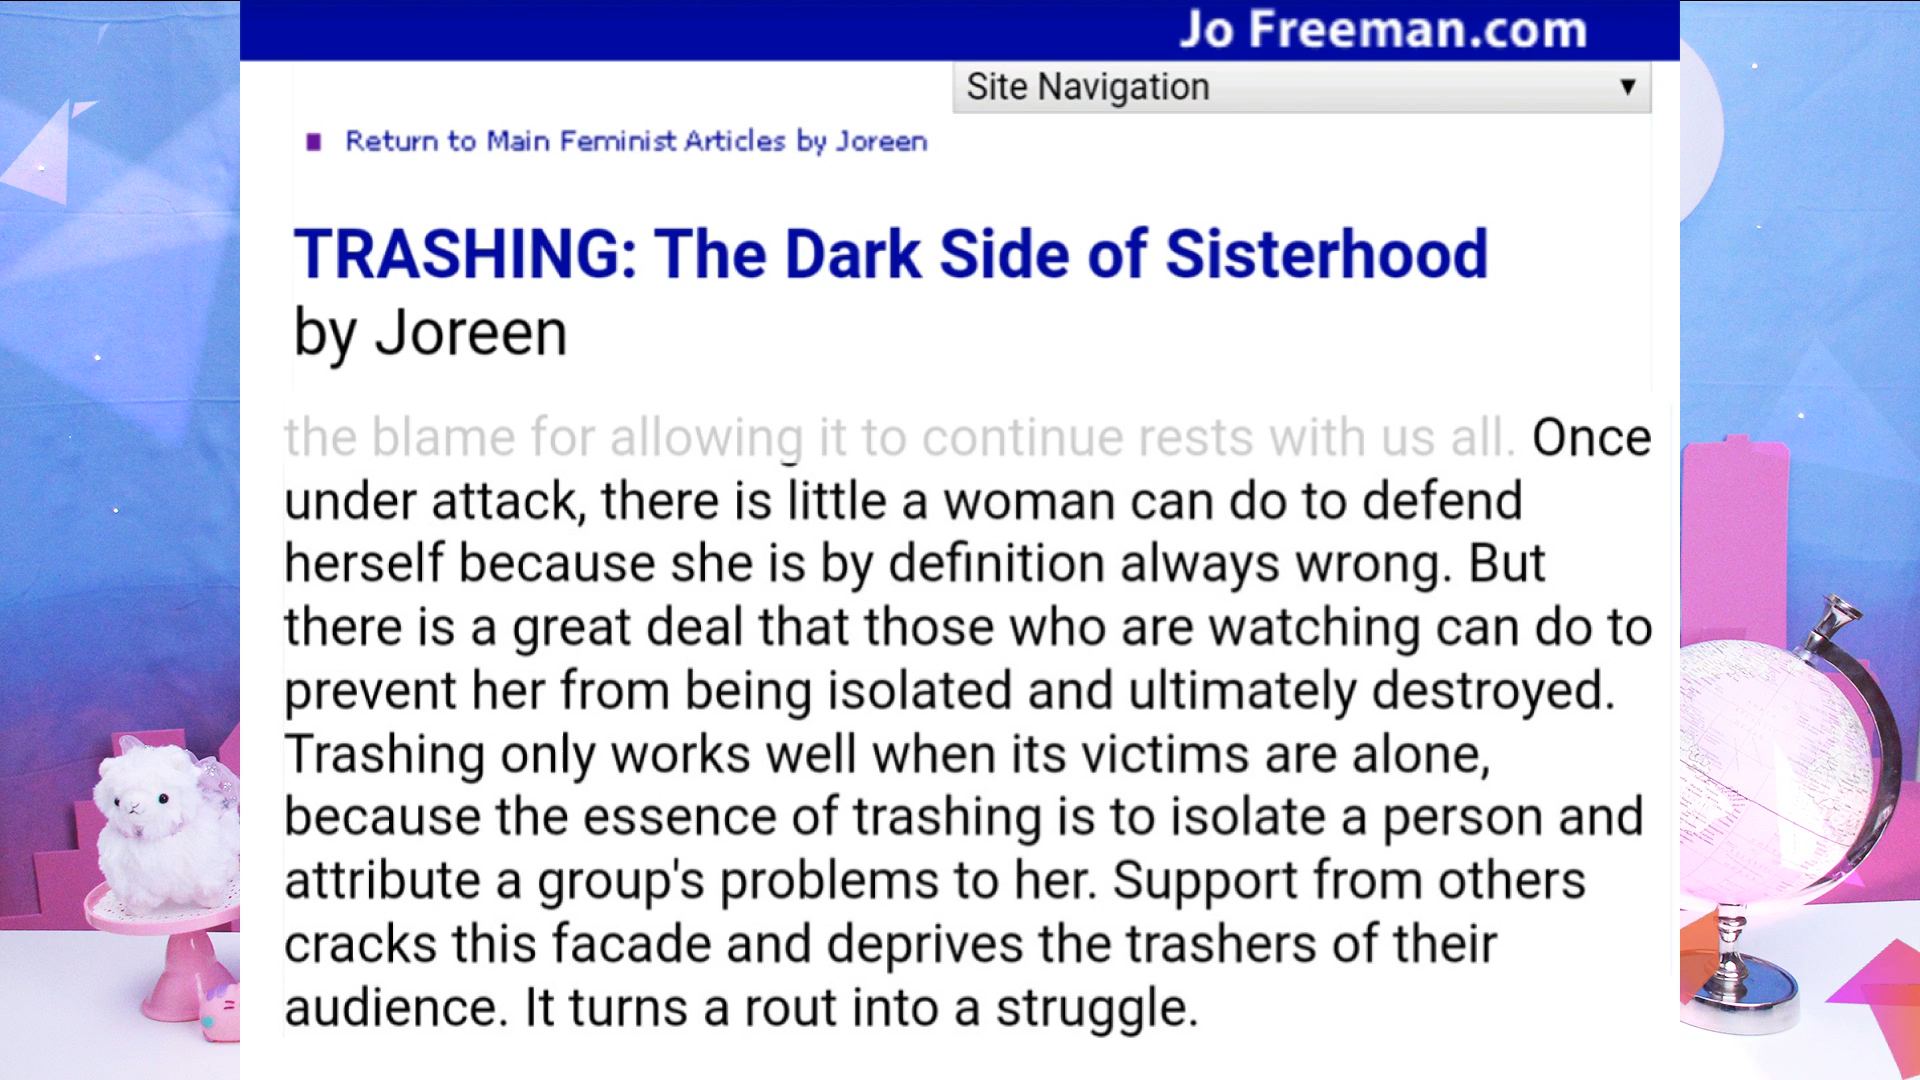 Jo Freeman.com
Site Navigation
Return to Main Feminist Articles by Joreen
TRASHING: The Dark Side of Sisterhood
by Joreen
the blame for allowing it to continue rests with us all. Once
under attack, there is little a woman can do to defend
herself because she is by definition always wrong. But
there is a great deal that those who are watching can do to
prevent her from being isolated and ultimately destroyed.
Trashing only works well when its victims are alone,
because the essence of trashing is to isolate a person and
attribute a group's problems to her. Support from others
cracks this facade and deprives the trashers of their
audience. It turns a rout into a struggle.